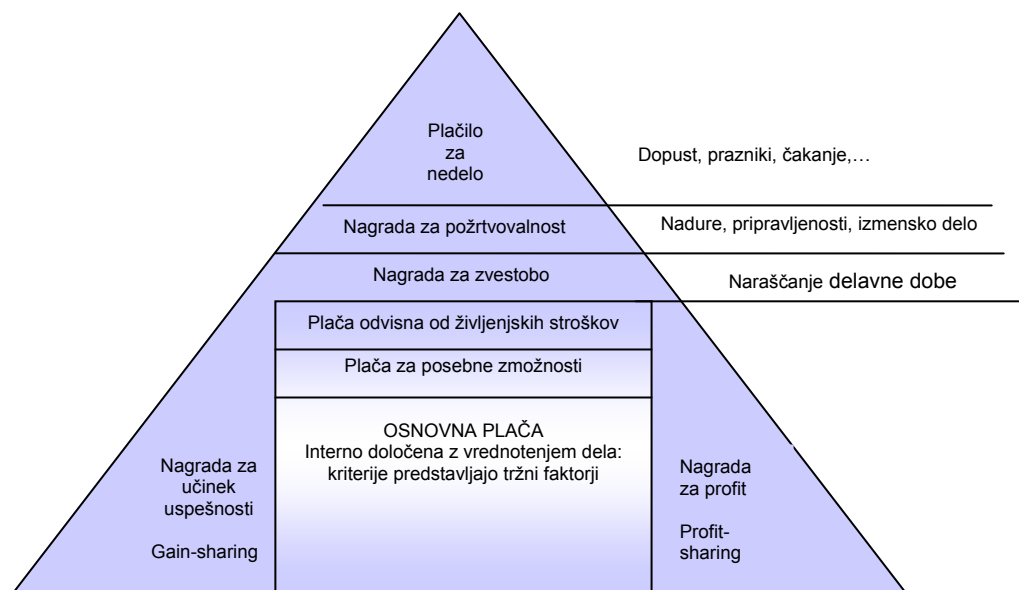 Plačilo
za
nedelo
Dopust, prazniki, čakanje,…
Nagrada za požrtvovalnost
Nadure, pripravljenosti, izmensko delo
Nagrada za zvestobo
Naraščanje delavne dobe
Plača odvisna od življenjskih stroškov
Plača za posebne zmožnosti
OSNOVNA PLAČA
Interno določena z vrednotenjem dela:
kriterije predstavljajo tržni faktorji
Nagrada za
učinek
uspešnosti
Gain-sharing
Nagrada
za profit
Profit-
sharing